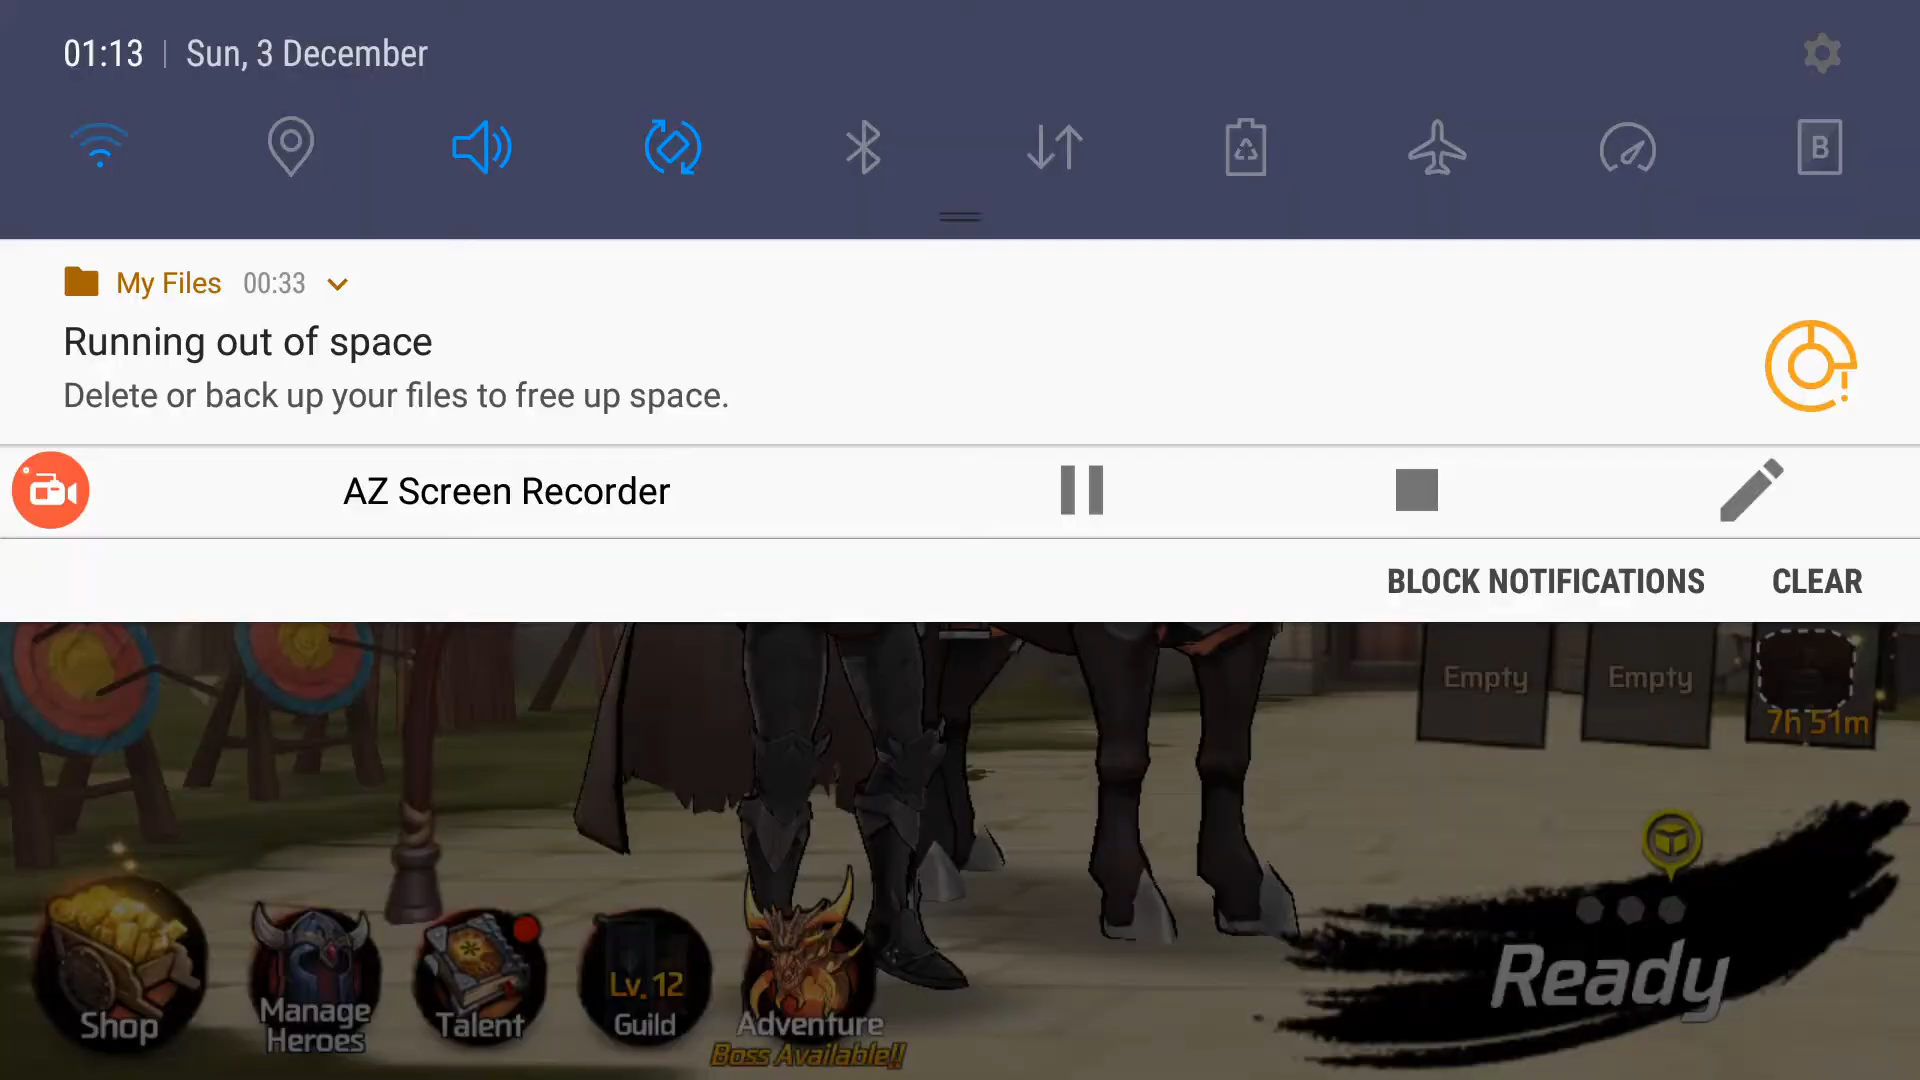 01:13 | Sun, 3 December
B
My Files 00:33
Running out of space
Delete or back up your files to free up space.
AZ Screen Recorder
BLOCK NOTIFICATIONS CLEAR
Empty Empty
7h 51m
Ready
Shop
Manage
Heroes
Talent
Lv. 12
Guild
Adventure
Boss Available!!